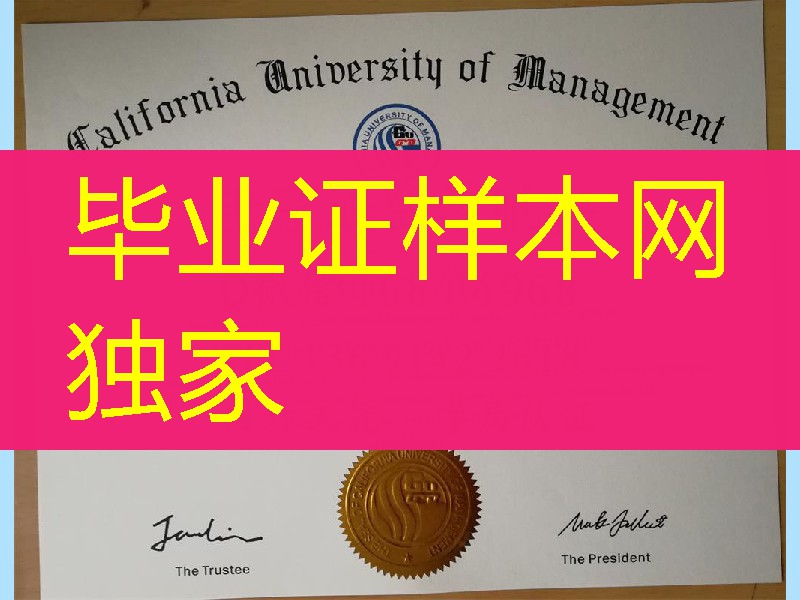 California University of Management
毕业证样本网
独家
The Trustee
The President